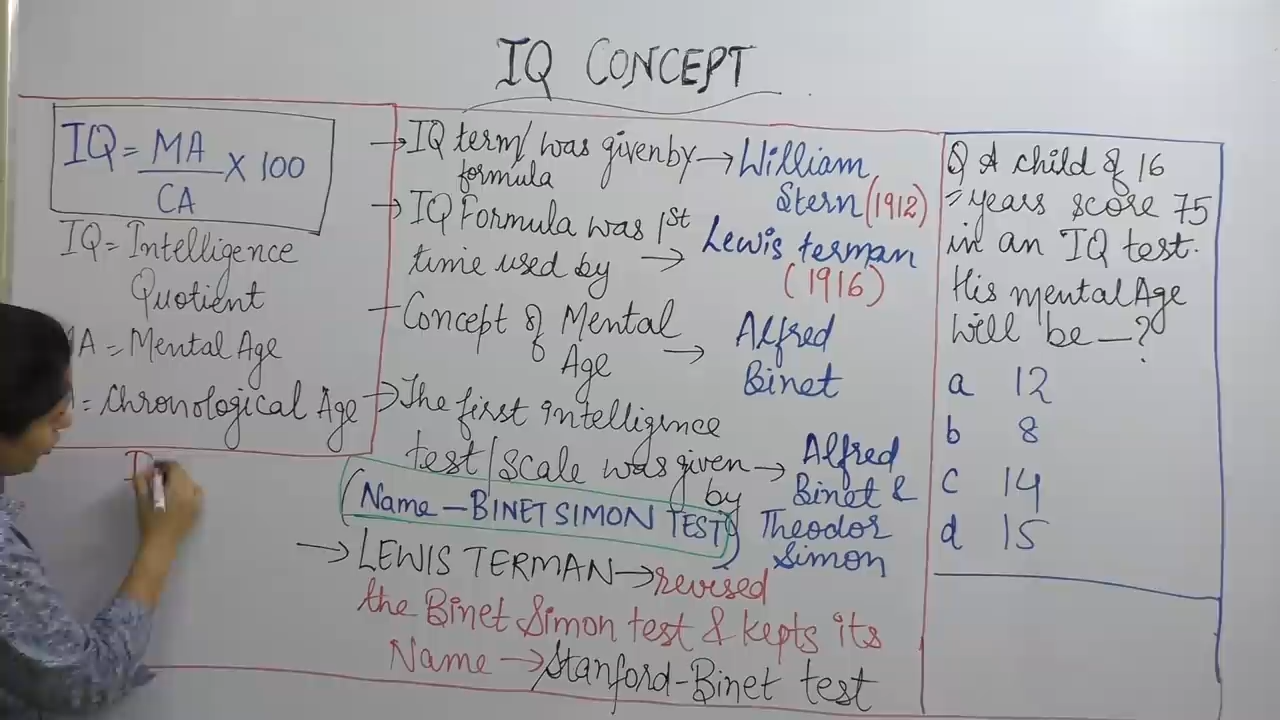 IQ CONCEPT
IQ = MA / CA X 100
IQ = Intelligence
Quotient
MA = Mental Age
= Chronological Age
I
→ IQ term/ was given by → William
formula
Stern (1912)
→ IQ Formula was 1st
time used by → Lewis terman
(1916)
Concept of Mental
Age → Alfred
Binet
→ The first intelligence
test/scale was given → Alfred
by Binet &
(Name – BINET SIMON TEST) Theodor
Simon
→ LEWIS TERMAN → revised
the Binet Simon test & kepts its
Name → Stanford-Binet test
Q A child of 16
years score 75
in an IQ test.
His mental Age
will be — ?
a 12
b 8
c 14
d 15